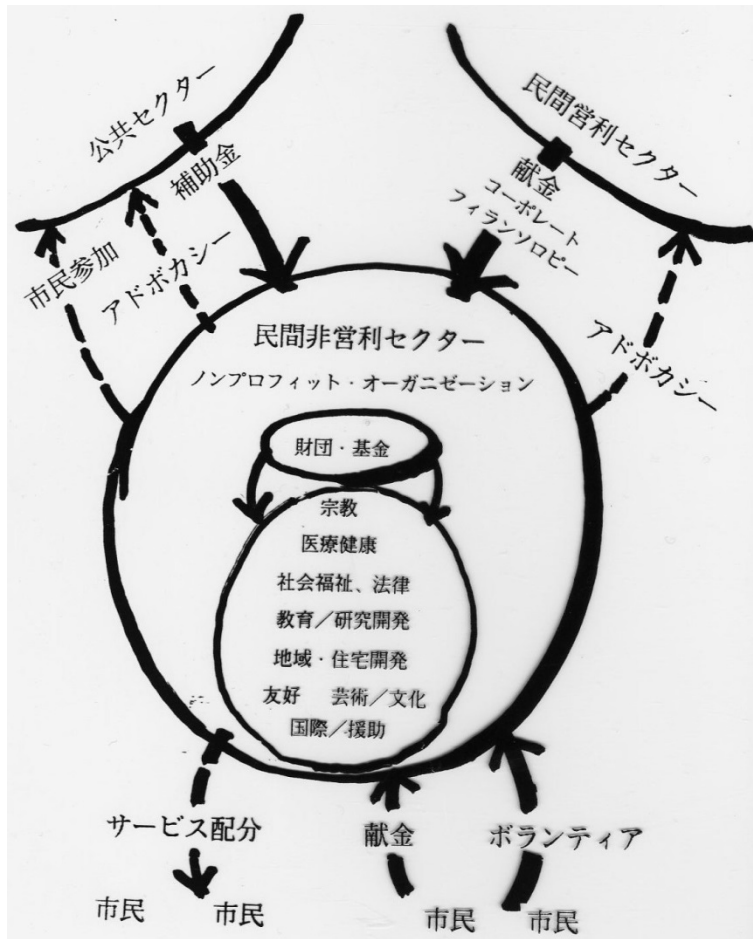 公共セクター
民間営利セクター
補助金
献金
コーポレート
フィランソロピー
市民参加
アドボカシー
アドボカシー
民間非営利セクター
ノンプロフィット・オーガニゼーション
財団・基金
宗教
医療健康
社会福祉、法律
教育／研究開発
地域・住宅開発
友好　芸術／文化
国際／援助
サービス配分
献金
ボランティア
市民
市民
市民
市民